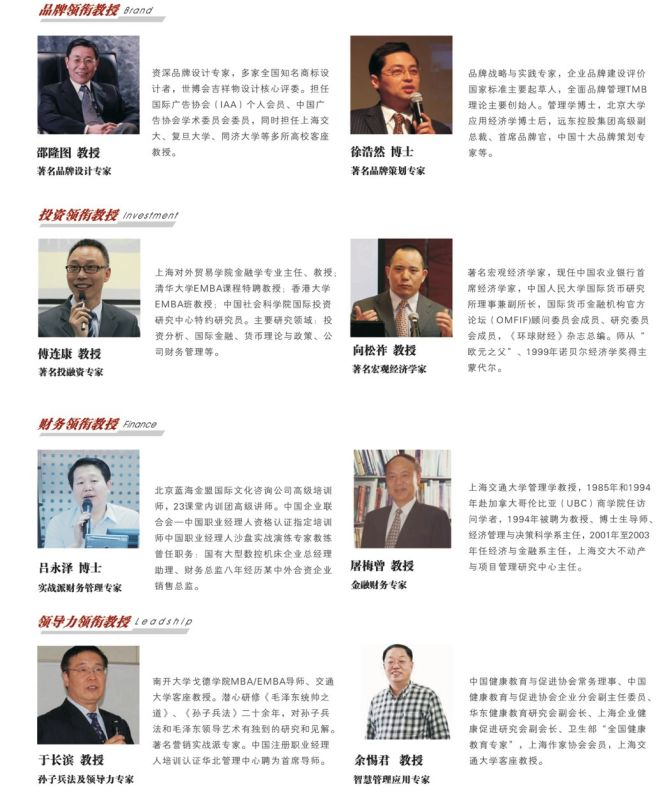 品牌领衔教授 Brand
资深品牌设计专家，多家全国知名商标设
计者，世博会吉祥物设计核心评委。担任
国际广告协会（IAA）个人会员、中国广
告协会学术委员会委员，同时担任上海交
大、复旦大学、同济大学等多所高校客座
教授。
邵隆图 教授
著名品牌设计专家
品牌战略与实践专家，企业品牌建设评价
国家标准主要起草人，全面品牌管理TMB
理论主要创始人。管理学博士，北京大学
应用经济学博士后，远东控股集团高级副
总裁、首席品牌官，中国十大品牌策划专
家等。
徐浩然 博士
著名品牌策划专家
投资领衔教授 Investment
上海对外贸易学院金融学专业主任、教授；
清华大学EMBA课程特聘教授；香港大学
EMBA班教授；中国社会科学院国际投资
研究中心特约研究员。主要研究领域：投
资分析、国际金融、货币理论与政策、公
司财务管理等。
傅连康 教授
著名投融资专家
著名宏观经济学家，现任中国农业银行首
席经济学家，中国人民大学国际货币研究
所理事兼副所长，国际货币金融机构官方
论坛（OMFIF)顾问委员会成员、研究委员
会成员，《环球财经》杂志总编。师从“
欧元之父”、1999年诺贝尔经济学奖得主
蒙代尔。
向松祚 教授
著名宏观经济学家
财务领衔教授 Finance
北京蓝海金盟国际文化咨询公司高级培训
师，23课堂内训团高级讲师。中国企业联
合会—中国职业经理人资格认证指定培训
师中国职业经理人沙盘实战演练专家教练
曾任职务：国有大型数控机床企业总经理
助理、财务总监八年经历某中外合资企业
销售总监。
吕永泽 博士
实战派财务管理专家
上海交通大学管理学教授，1985年和1994
年赴加拿大哥伦比亚（UBC）商学院任访
问学者，1994年被聘为教授、博士生导师、
经济管理与决策科学系主任，2001年至2003
年任经济与金融系主任，上海交大不动产
与项目管理研究中心主任。
屠梅曾 教授
金融财务专家
领导力领衔教授 Leadship
南开大学戈德学院MBA/EMBA导师、交通
大学客座教授。潜心研修《毛泽东统帅之
道》、《孙子兵法》二十余年，对孙子兵
法和毛泽东领导艺术有独到的研究和见解。
著名营销实战派专家。中国注册职业经理
人培训认证华北管理中心聘为首席导师。
于长滨 教授
孙子兵法及领导力专家
中国健康教育与促进协会常务理事、中国
健康教育与促进协会企业分会副主任委员、
华东健康教育研究会副会长、上海企业健
康促进研究会副会长、卫生部“全国健康
教育专家”，上海作家协会会员，上海交
通大学客座教授。
余惕君 教授
智慧管理应用专家